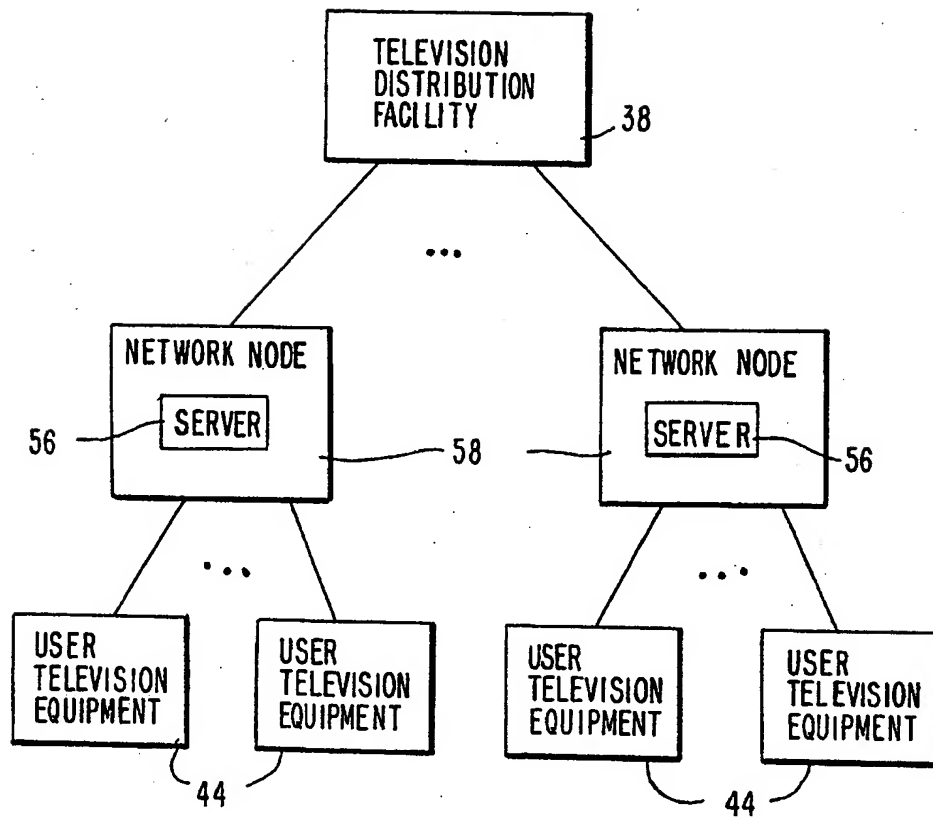 TELEVISION
DISTRIBUTION
FACILITY
38
NETWORK NODE
SERVER
56
58
NETWORK NODE
SERVER
56
USER
TELEVISION
EQUIPMENT
USER
TELEVISION
EQUIPMENT
44
USER
TELEVISION
EQUIPMENT
USER
TELEVISION
EQUIPMENT
44